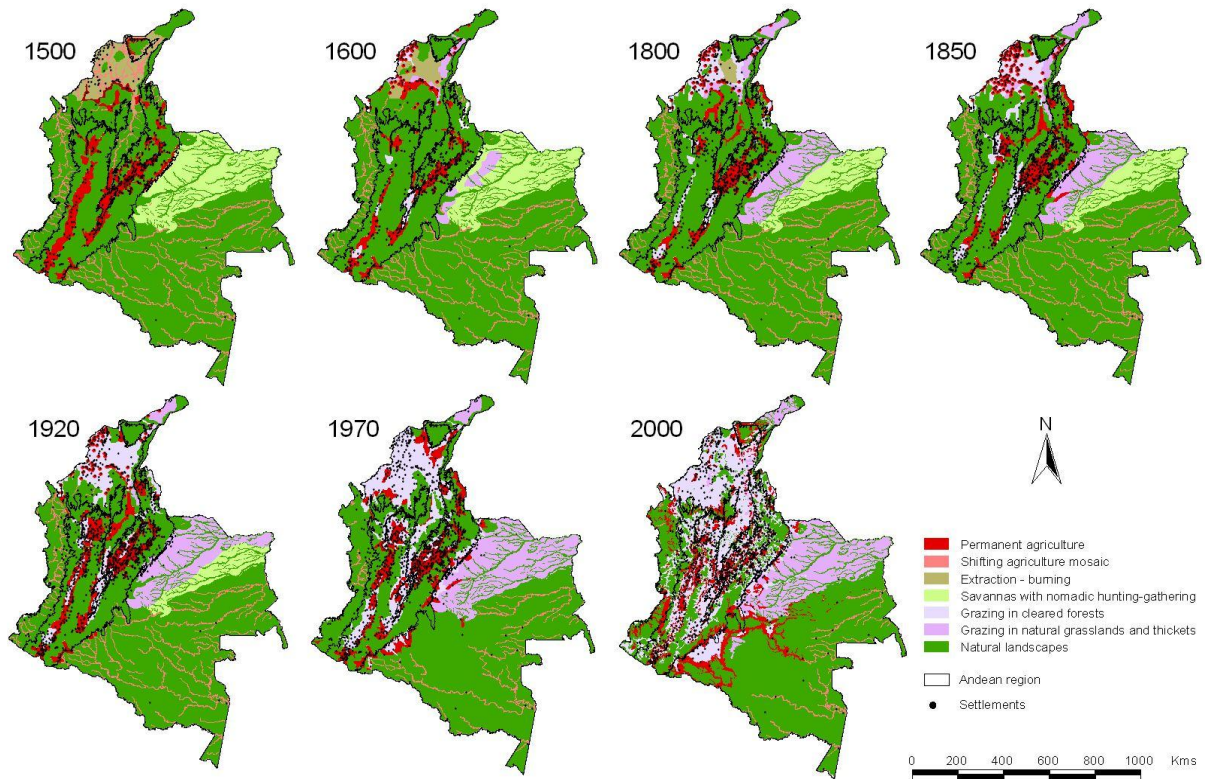 1500
1600
1800
1850
1920
1970
2000
N
Permanent agriculture
Shifting agriculture mosaic
Extraction - burning
Savannas with nomadic hunting-gathering
Grazing in cleared forests
Grazing in natural grasslands and thickets
Natural landscapes
Andean region
Settlements
0 200 400 600 800 1000 Kms